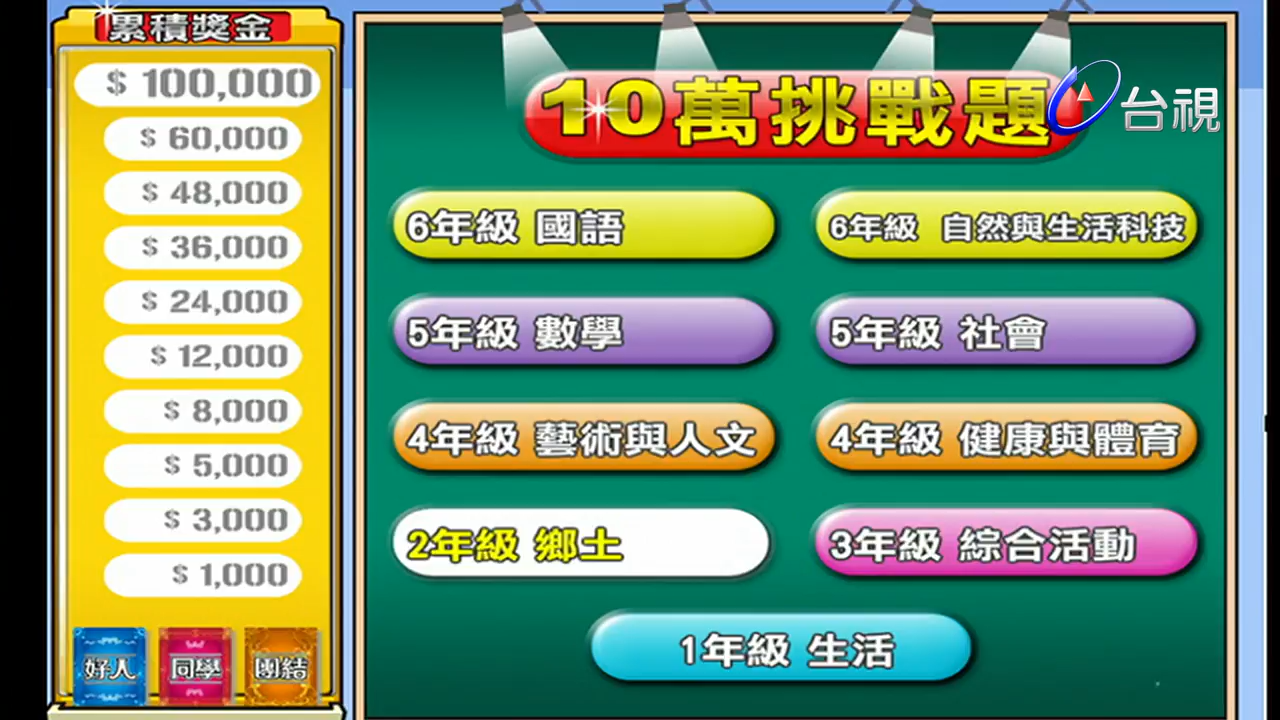 累積獎金
$ 100,000
$ 60,000
$ 48,000
$ 36,000
$ 24,000
$ 12,000
$ 8,000
$ 5,000
$ 3,000
$ 1,000
好人 同學 團結
10萬挑戰題
台視
6年級 國語
6年級 自然與生活科技
5年級 數學
5年級 社會
4年級 藝術與人文
4年級 健康與體育
2年級 鄉土
3年級 綜合活動
1年級 生活